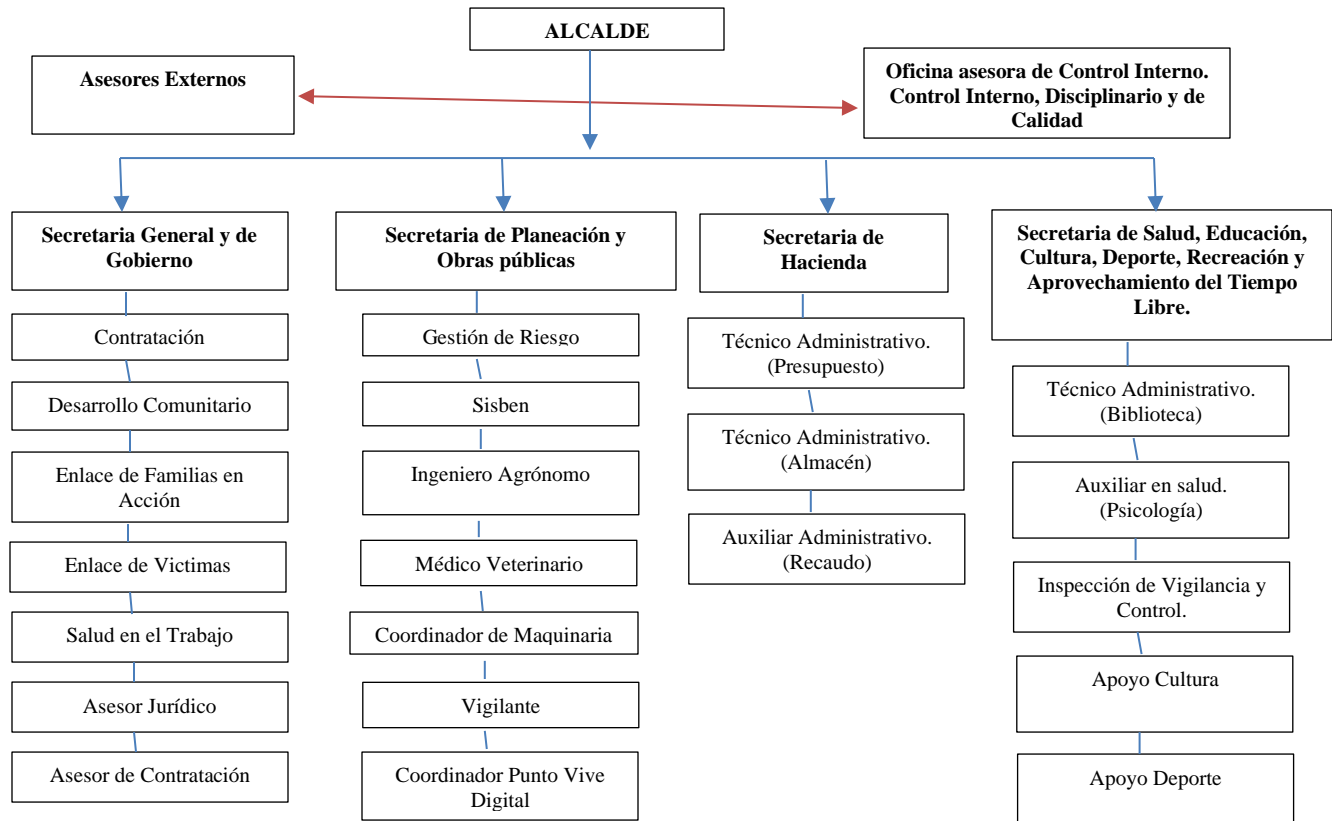 ALCALDE
Asesores Externos
Oficina asesora de Control Interno.
Control Interno, Disciplinario y de
Calidad
Secretaria General y de
Gobierno
Contratación
Desarrollo Comunitario
Enlace de Familias en
Acción
Enlace de Victimas
Salud en el Trabajo
Asesor Jurídico
Asesor de Contratación
Secretaria de Planeación y
Obras públicas
Gestión de Riesgo
Sisben
Ingeniero Agrónomo
Médico Veterinario
Coordinador de Maquinaria
Vigilante
Coordinador Punto Vive
Digital
Secretaria de
Hacienda
Técnico Administrativo.
(Presupuesto)
Técnico Administrativo.
(Almacén)
Auxiliar Administrativo.
(Recaudo)
Secretaria de Salud, Educación,
Cultura, Deporte, Recreación y
Aprovechamiento del Tiempo
Libre.
Técnico Administrativo.
(Biblioteca)
Auxiliar en salud.
(Psicología)
Inspección de Vigilancia y
Control.
Apoyo Cultura
Apoyo Deporte